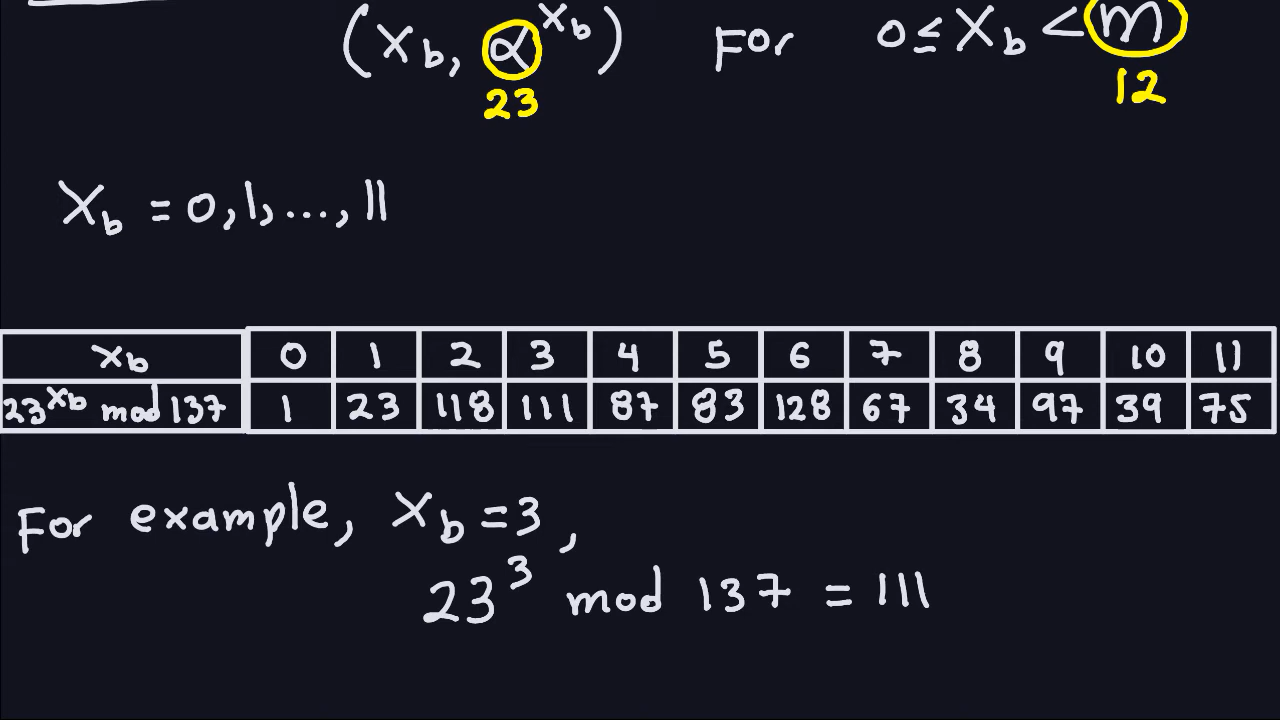 (x_b, α^{x_b}) For 0 ≤ x_b < m
23 12
x_b = 0, 1, ..., 11
x_b 0 1 2 3 4 5 6 7 8 9 10 11
23^{x_b} mod 137 1 23 118 111 87 83 128 67 34 97 39 75
For example, x_b = 3,
23^3 mod 137 = 111